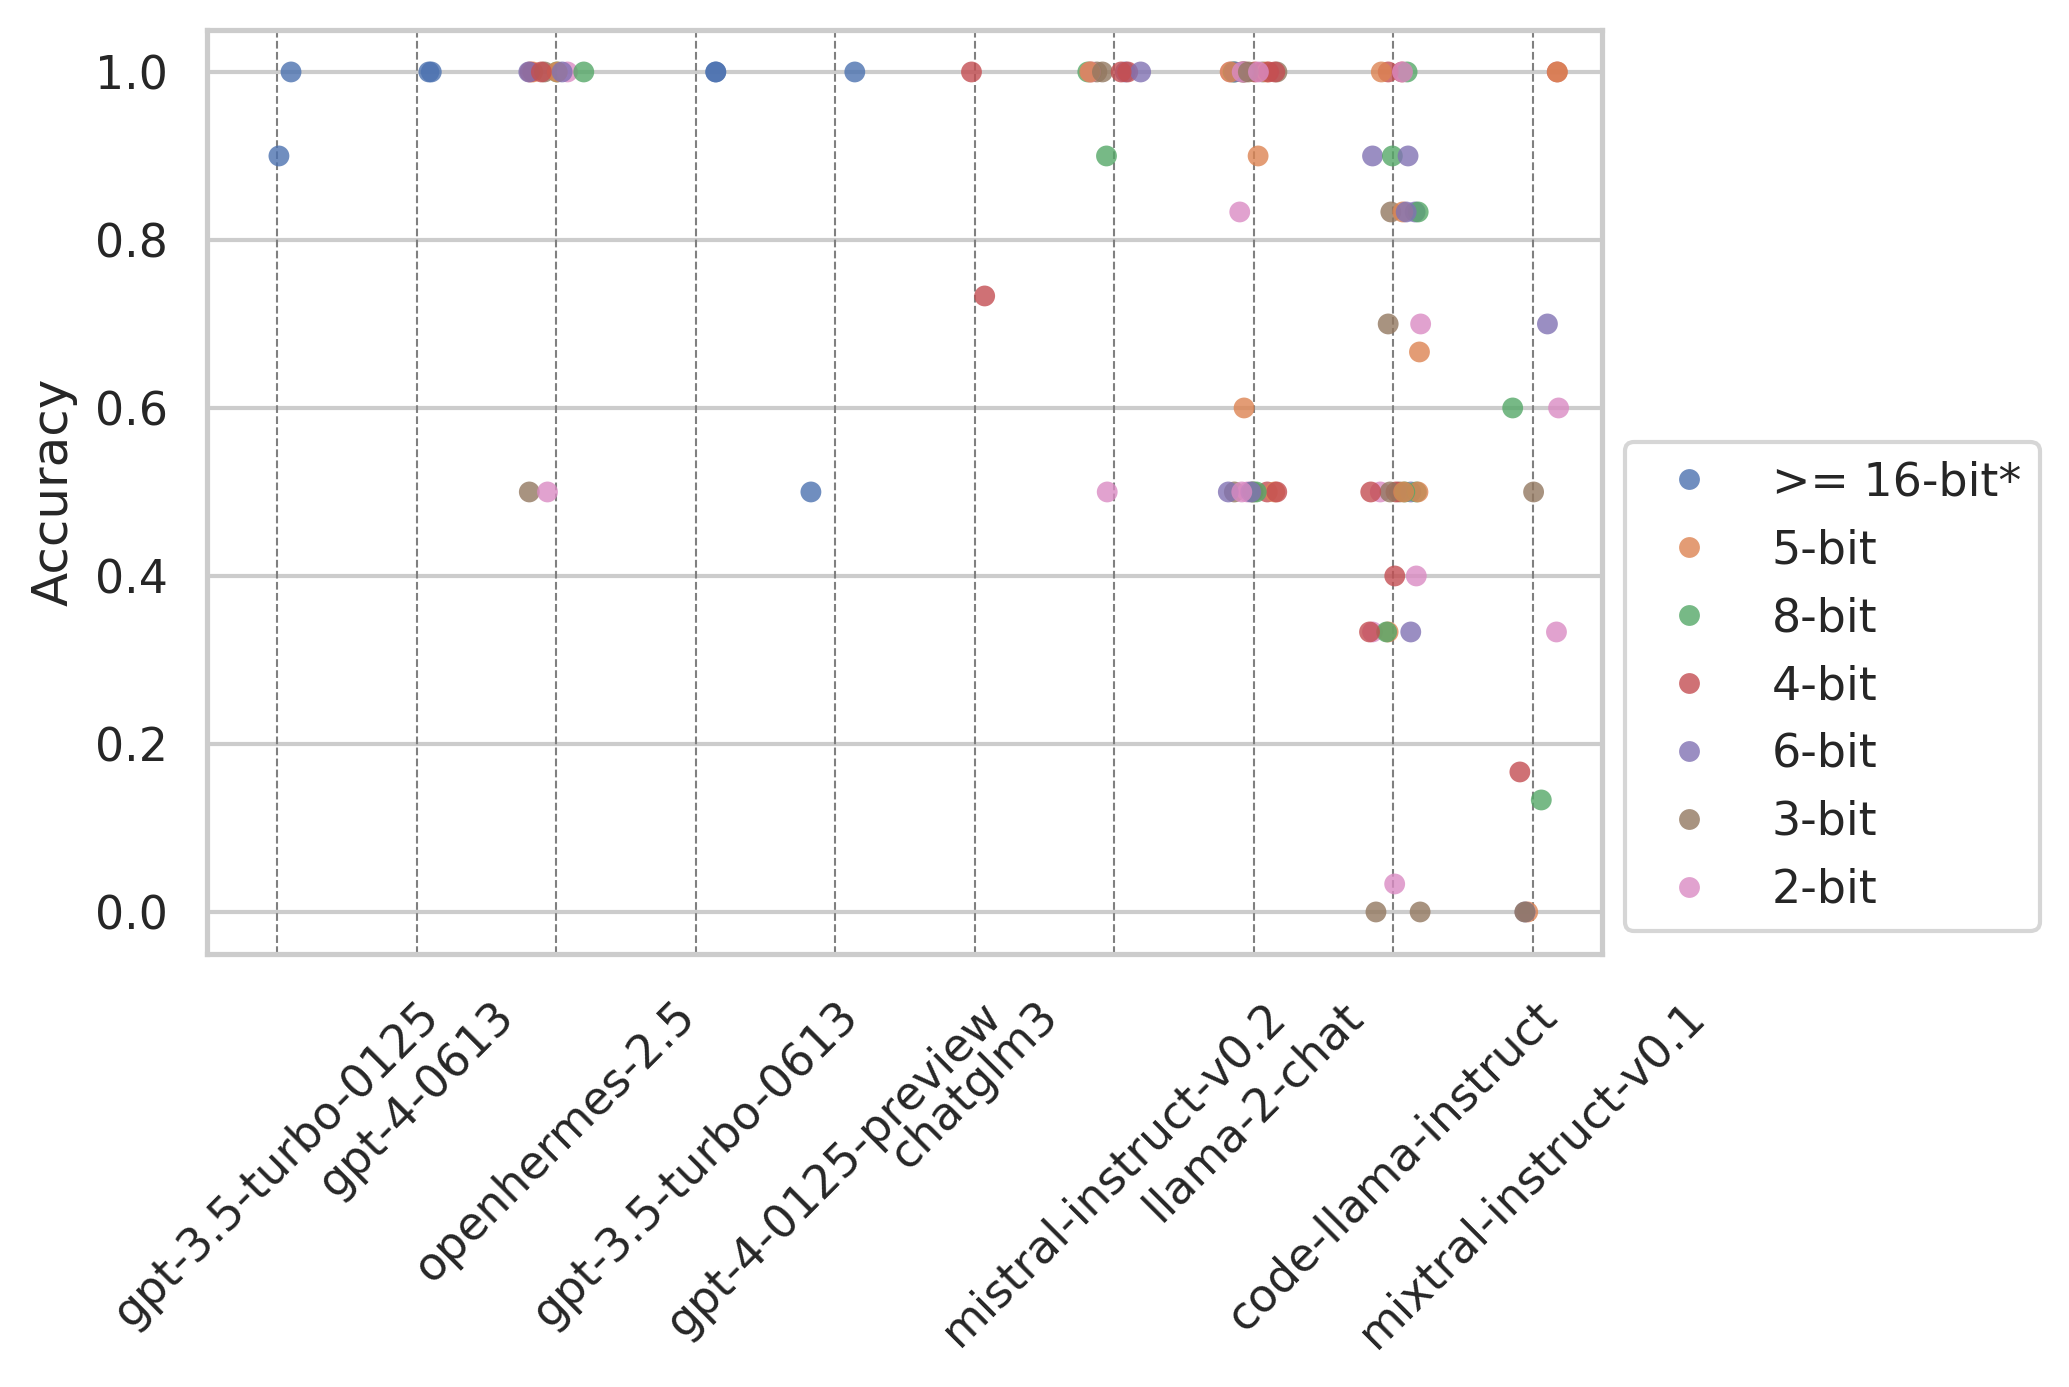 1.0
0.8
0.6
0.4
0.2
0.0
Accuracy
gpt-3.5-turbo-0125
gpt-4-0613
openhermes-2.5
gpt-3.5-turbo-0613
gpt-4-0125-preview
chatglm3
mistral-instruct-v0.2
llama-2-chat
code-llama-instruct
mixtral-instruct-v0.1
>= 16-bit*
5-bit
8-bit
4-bit
6-bit
3-bit
2-bit